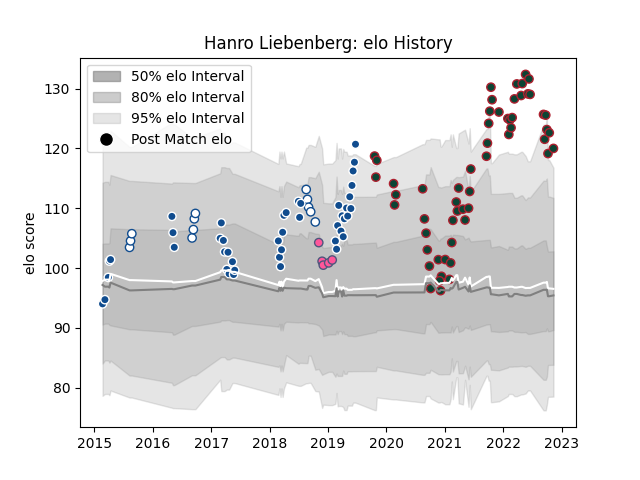 Hanro Liebenberg: elo History
50% elo Interval
80% elo Interval
95% elo Interval
Post Match elo
elo score
130
120
110
100
90
80
2015 2016 2017 2018 2019 2020 2021 2022 2023